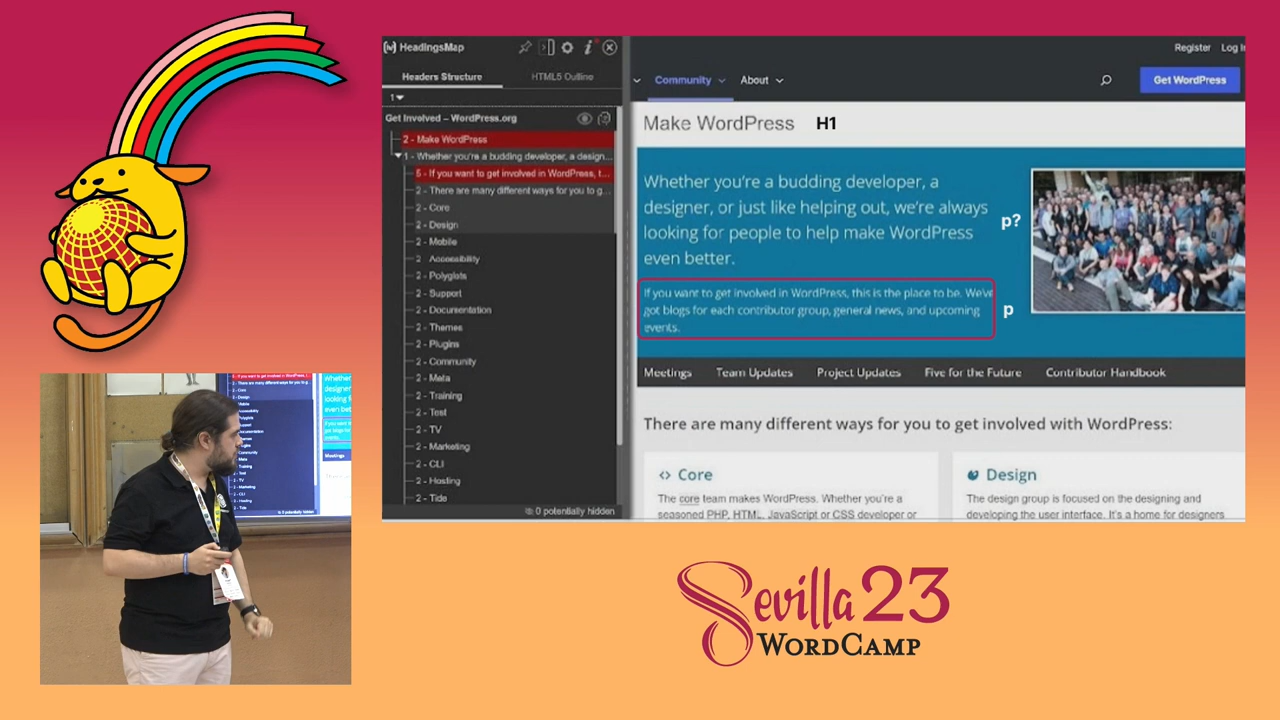 HeadingsMap
Headers Structure
HTML5 Outline
1
Get Involved – WordPress.org
2 - Make WordPress
1 - Whether you're a budding developer, a design...
5 - If you want to get involved in WordPress, t...
2 - There are many different ways for you to g...
2 - Core
2 - Design
2 - Mobile
2 Accessibility
2 - Polyglots
2 - Support
2 - Documentation
2 - Themes
2 - Plugins
2 - Community
2 - Meta
2 - Training
2 - Test
2 - TV
2 - Marketing
2 - CLI
2 - Hosting
2 - Tide
0 potentially hidden
Register Log In
Community About
Get WordPress
Make WordPress H1
Whether you're a budding developer, a
designer, or just like helping out, we're always
looking for people to help make WordPress
even better.
p?
If you want to get involved in WordPress, this is the place to be. We've
got blogs for each contributor group, general news, and upcoming
events.
p
Meetings Team Updates Project Updates Five for the Future Contributor Handbook
There are many different ways for you to get involved with WordPress:
<> Core
The core team makes WordPress. Whether you're a
seasoned PHP, HTML, JavaScript or CSS developer or
Design
The design group is focused on the designing and
developing the user interface. It's a home for designers
Sevilla 23
WORDCAMP